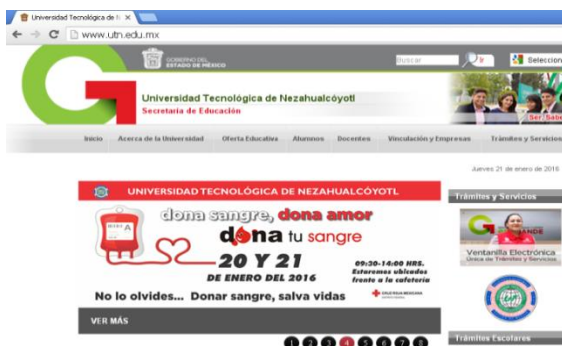 Universidad Tecnológica de N
www.utn.edu.mx
GOBIERNO DEL
ESTADO DE MÉXICO
Buscar
Seleccion
Universidad Tecnológica de Nezahualcóyotl
Secretaría de Educación
Ser, Sabe
Inicio Acerca de la Universidad Oferta Educativa Alumnos Docentes Vinculación y Empresas Trámites y Servicios
Jueves 21 de enero de 2016
UNIVERSIDAD TECNOLÓGICA DE NEZAHUALCÓYOTL
dona sangre, dona amor
dona tu sangre
20 Y 21
DE ENERO DEL 2016
09:30-14:00 HRS.
Estaremos ubicados
frente a la cafetería
No lo olvides... Donar sangre, salva vidas
CRUZ ROJA MEXICANA
VER MÁS
1 2 3 4 5 6 7 8
Trámites y Servicios
GRANDE
Ventanilla Electrónica
Única de Trámites y Servicios
Trámites Escolares